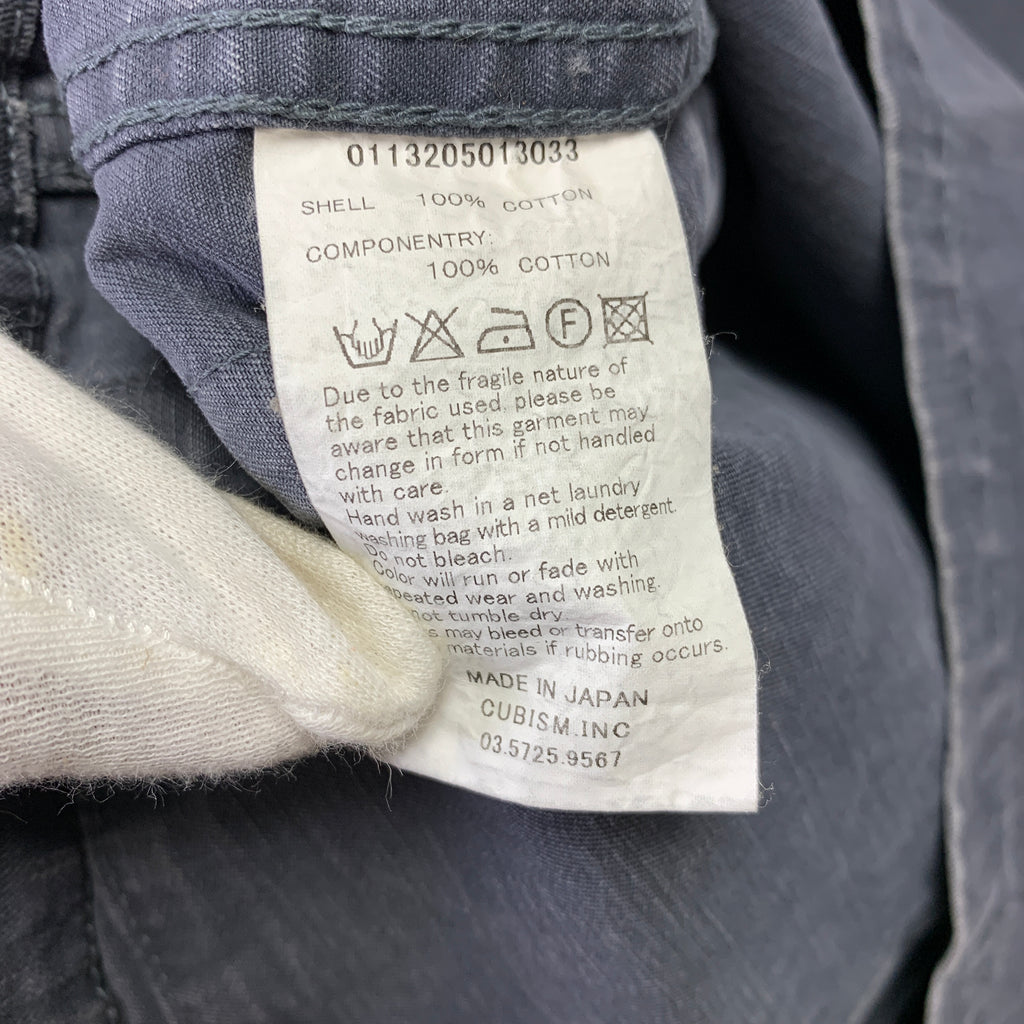 0113205013033
SHELL 100% COTTON
COMPONENTRY:
100% COTTON
F
Due to the fragile nature of
the fabric used, please be
aware that this garment may
change in form if not handled
with care.
Hand wash in a net laundry
washing bag with a mild detergent.
Do not bleach.
Color will run or fade with
peated wear and washing.
not tumble dry
may bleed or transfer onto
materials if rubbing occurs.
MADE IN JAPAN
CUBISM.INC
03.5725.9567